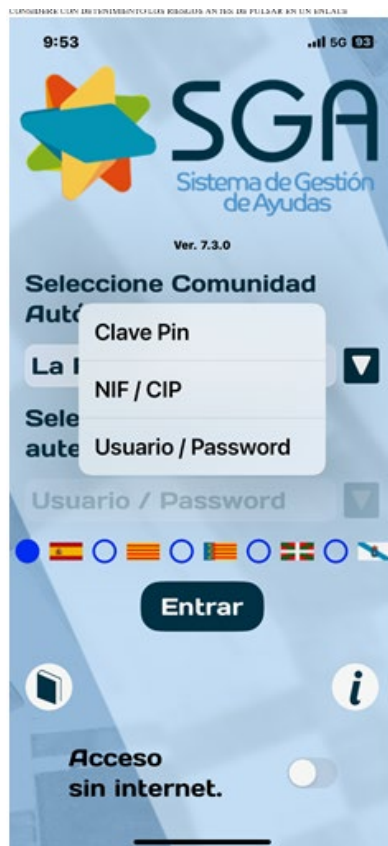 CONSIDERE CON DETENIMIENTO LOS RIESGOS ANTES DE PULSAR EN UN ENLACE
9:53
5G 93
SGA
Sistema de Gestión
de Ayudas
Ver. 7.3.0
Seleccione Comunidad
Autó
Clave Pin
La
NIF / CIP
Sele
aute
Usuario / Password
Usuario / Password
Entrar
i
Acceso
sin internet.